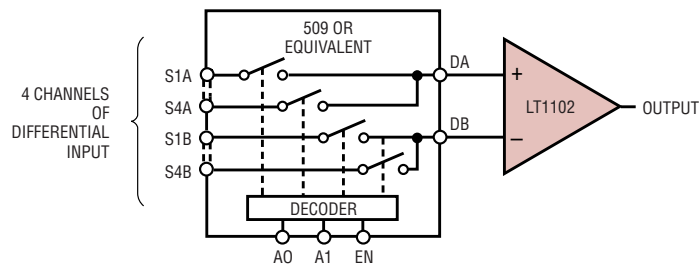 509 OR
EQUIVALENT
4 CHANNELS
OF
DIFFERENTIAL
INPUT
S1A
S4A
S1B
S4B
DA
DB
+
–
LT1102
OUTPUT
DECODER
A0 A1 EN